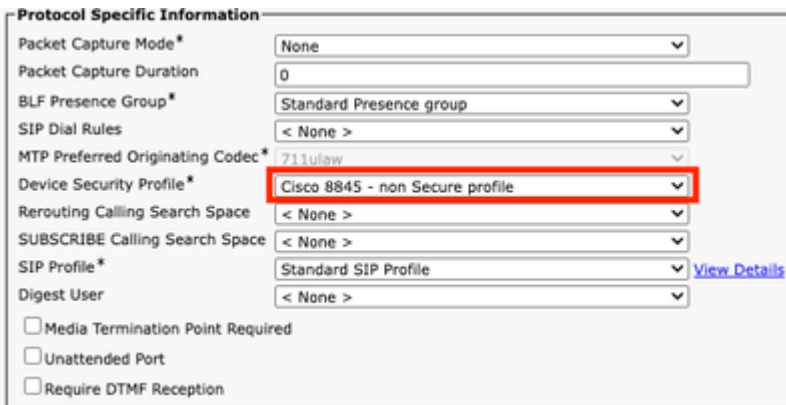 Protocol Specific Information
Packet Capture Mode* None
Packet Capture Duration 0
BLF Presence Group* Standard Presence group
SIP Dial Rules < None >
MTP Preferred Originating Codec* 711ulaw
Device Security Profile* Cisco 8845 - non Secure profile
Rerouting Calling Search Space < None >
SUBSCRIBE Calling Search Space < None >
SIP Profile* Standard SIP Profile View Details
Digest User < None >
Media Termination Point Required
Unattended Port
Require DTMF Reception